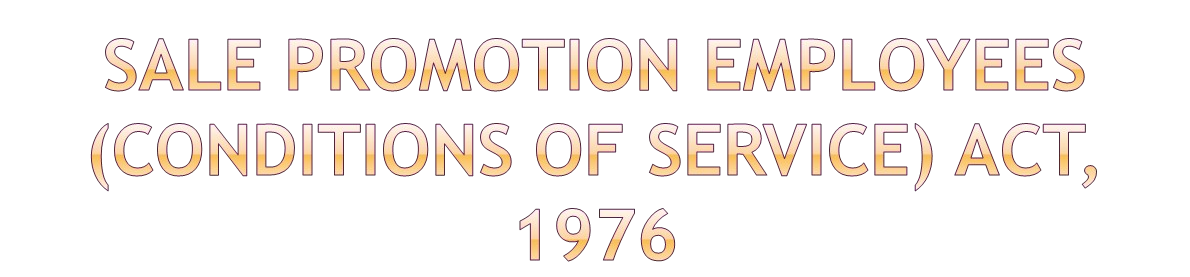 SALE PROMOTION EMPLOYEES
(CONDITIONS OF SERVICE) ACT,
1976